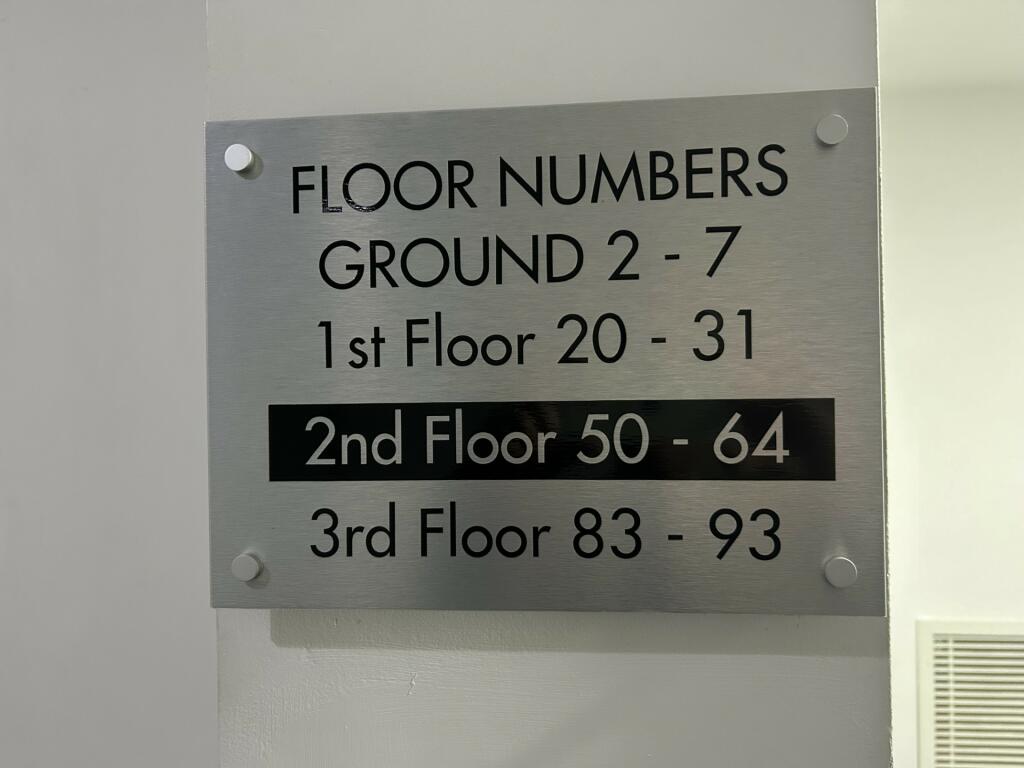 FLOOR NUMBERS
GROUND 2 - 7
1st Floor 20 - 31
2nd Floor 50 - 64
3rd Floor 83 - 93